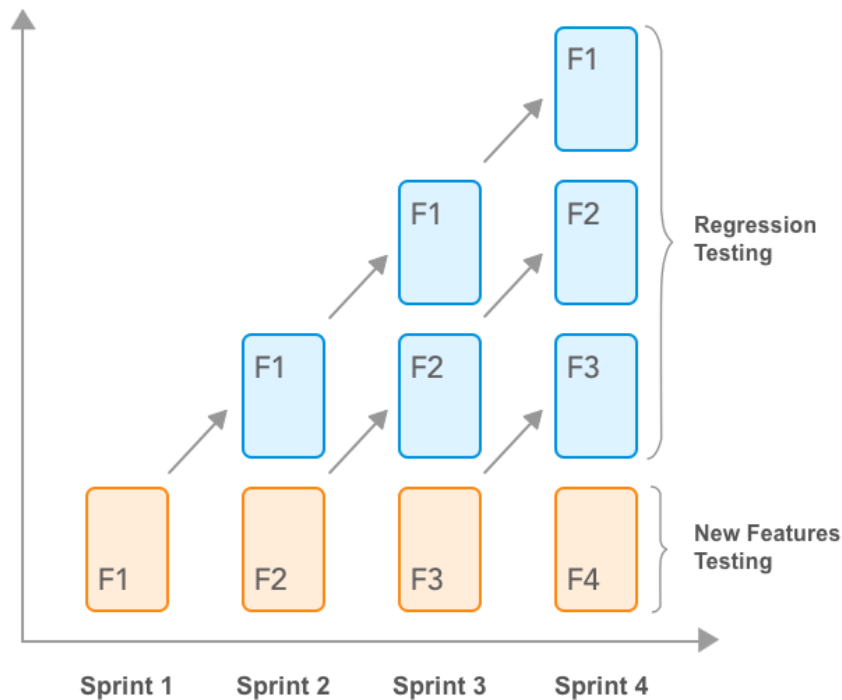 F1
F1
F2
Regression
Testing
F1
F2
F3
New Features
Testing
F1
F2
F3
F4
Sprint 1
Sprint 2
Sprint 3
Sprint 4